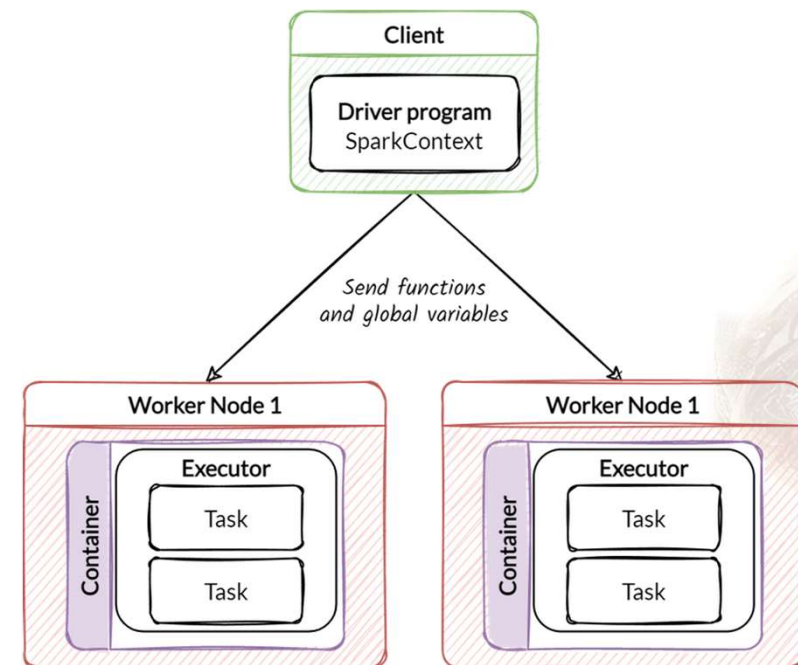 Client
Driver program
SparkContext
Send functions
and global variables
Worker Node 1
Container
Executor
Task
Task
Worker Node 1
Container
Executor
Task
Task